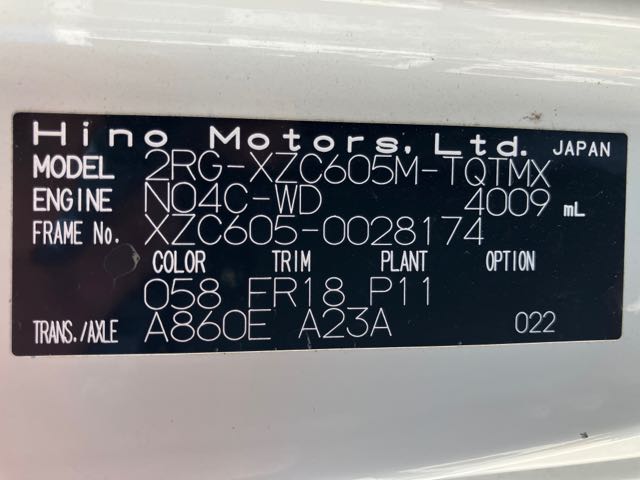 Hino Motors, Ltd. JAPAN
MODEL 2RG-XZC605M-TQTMX
ENGINE N04C-WD 4009 mL
FRAME No. XZC605-0028174
COLOR TRIM PLANT OPTION
058 FR18 P11
TRANS./AXLE A860E A23A 022